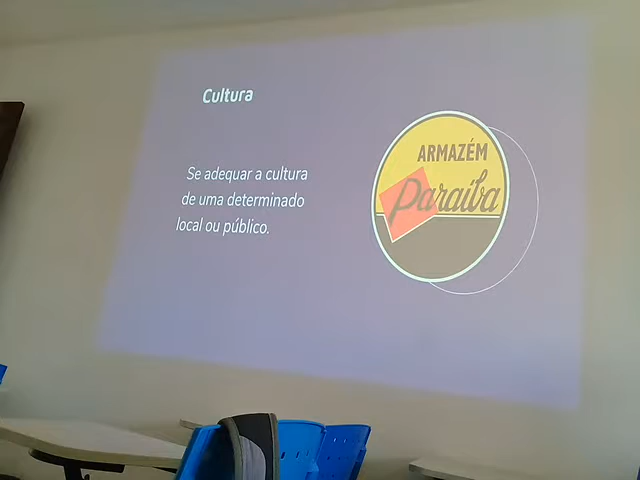 Cultura
Se adequar a cultura
de uma determinado
local ou público.
ARMAZÉM
Paraíba